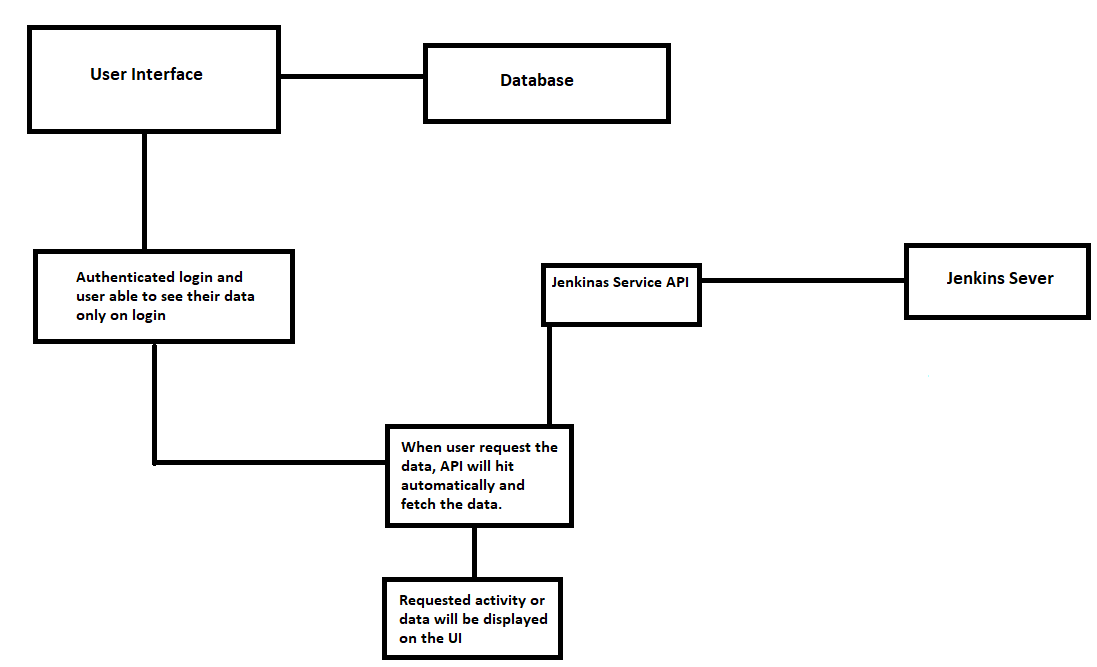 User Interface
Database
Authenticated login and
user able to see their data
only on login
Jenkinas Service API
Jenkins Sever
When user request the
data, API will hit
automatically and
fetch the data.
Requested activity or
data will be displayed
on the UI